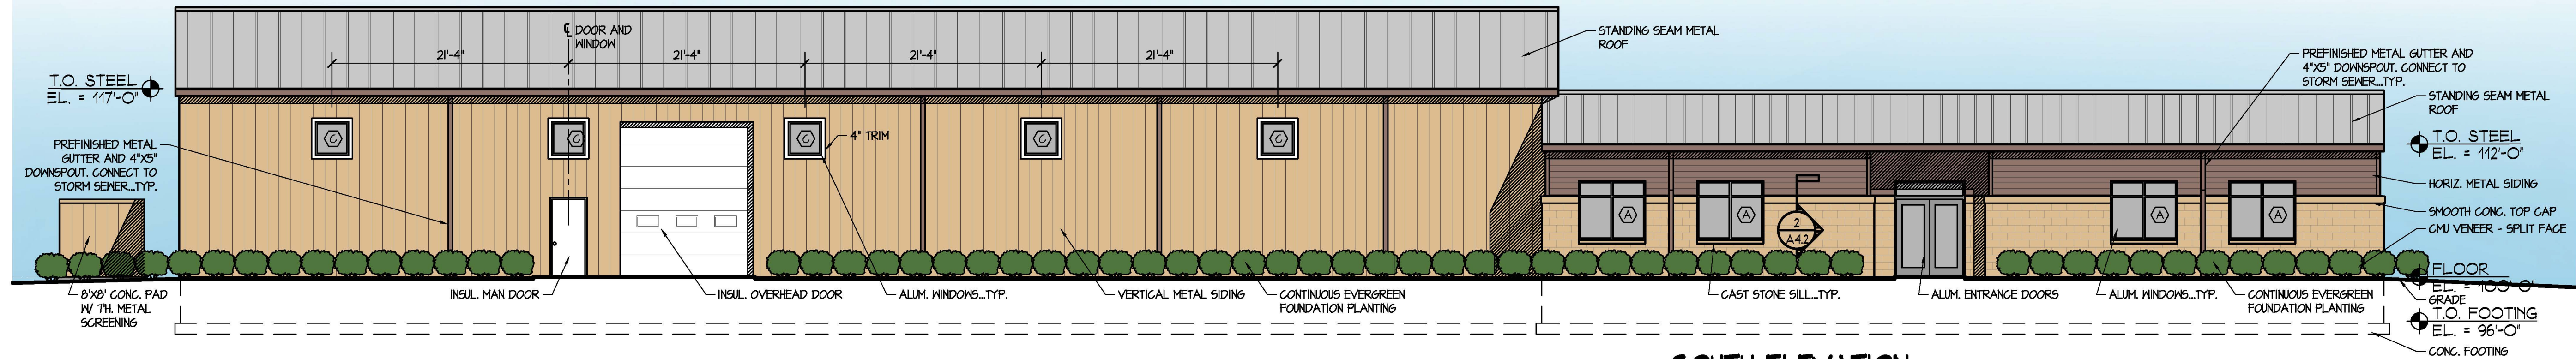 ℄ DOOR AND
WINDOW
21'-4"
21'-4"
21'-4"
21'-4"
STANDING SEAM METAL
ROOF
T.O. STEEL
EL. = 117'-0"
PREFINISHED METAL GUTTER AND
4"X5" DOWNSPOUT. CONNECT TO
STORM SEWER...TYP.
STANDING SEAM METAL
ROOF
T.O. STEEL
EL. = 112'-0"
PREFINISHED METAL
GUTTER AND 4"X5"
DOWNSPOUT. CONNECT TO
STORM SEWER...TYP.
C
C
C
C
C
4" TRIM
HORIZ. METAL SIDING
SMOOTH CONC. TOP CAP
CMU VENEER - SPLIT FACE
A
A
A
A
2
A4.2
FLOOR
EL. = 100'-0"
GRADE
8'X8' CONC. PAD
W/ 7'H. METAL
SCREENING
INSUL. MAN DOOR
INSUL. OVERHEAD DOOR
ALUM. WINDOWS...TYP.
VERTICAL METAL SIDING
CONTINUOUS EVERGREEN
FOUNDATION PLANTING
CAST STONE SILL...TYP.
ALUM. ENTRANCE DOORS
ALUM. WINDOWS...TYP.
CONTINUOUS EVERGREEN
FOUNDATION PLANTING
T.O. FOOTING
EL. = 96'-0"
CONC. FOOTING
SOUTH ELEVATION